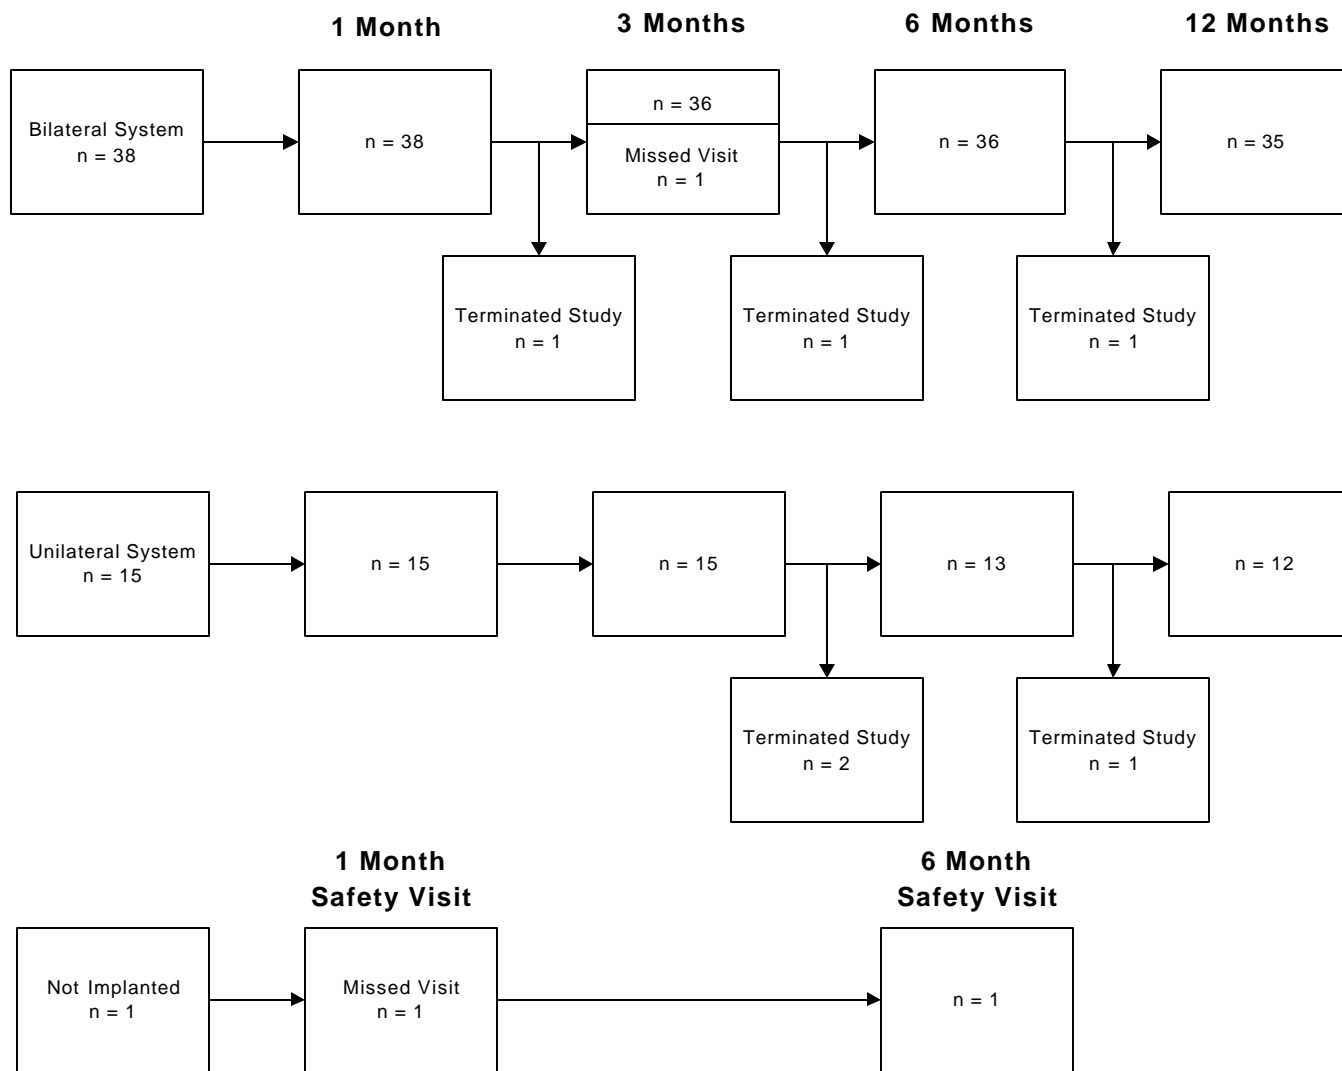 1 Month
3 Months
6 Months
12 Months
Bilateral System
n = 38
n = 38
n = 36
Missed Visit
n = 1
n = 36
n = 35
Terminated Study
n = 1
Terminated Study
n = 1
Terminated Study
n = 1
Unilateral System
n = 15
n = 15
n = 15
n = 13
n = 12
Terminated Study
n = 2
Terminated Study
n = 1
1 Month
Safety Visit
6 Month
Safety Visit
Not Implanted
n = 1
Missed Visit
n = 1
n = 1